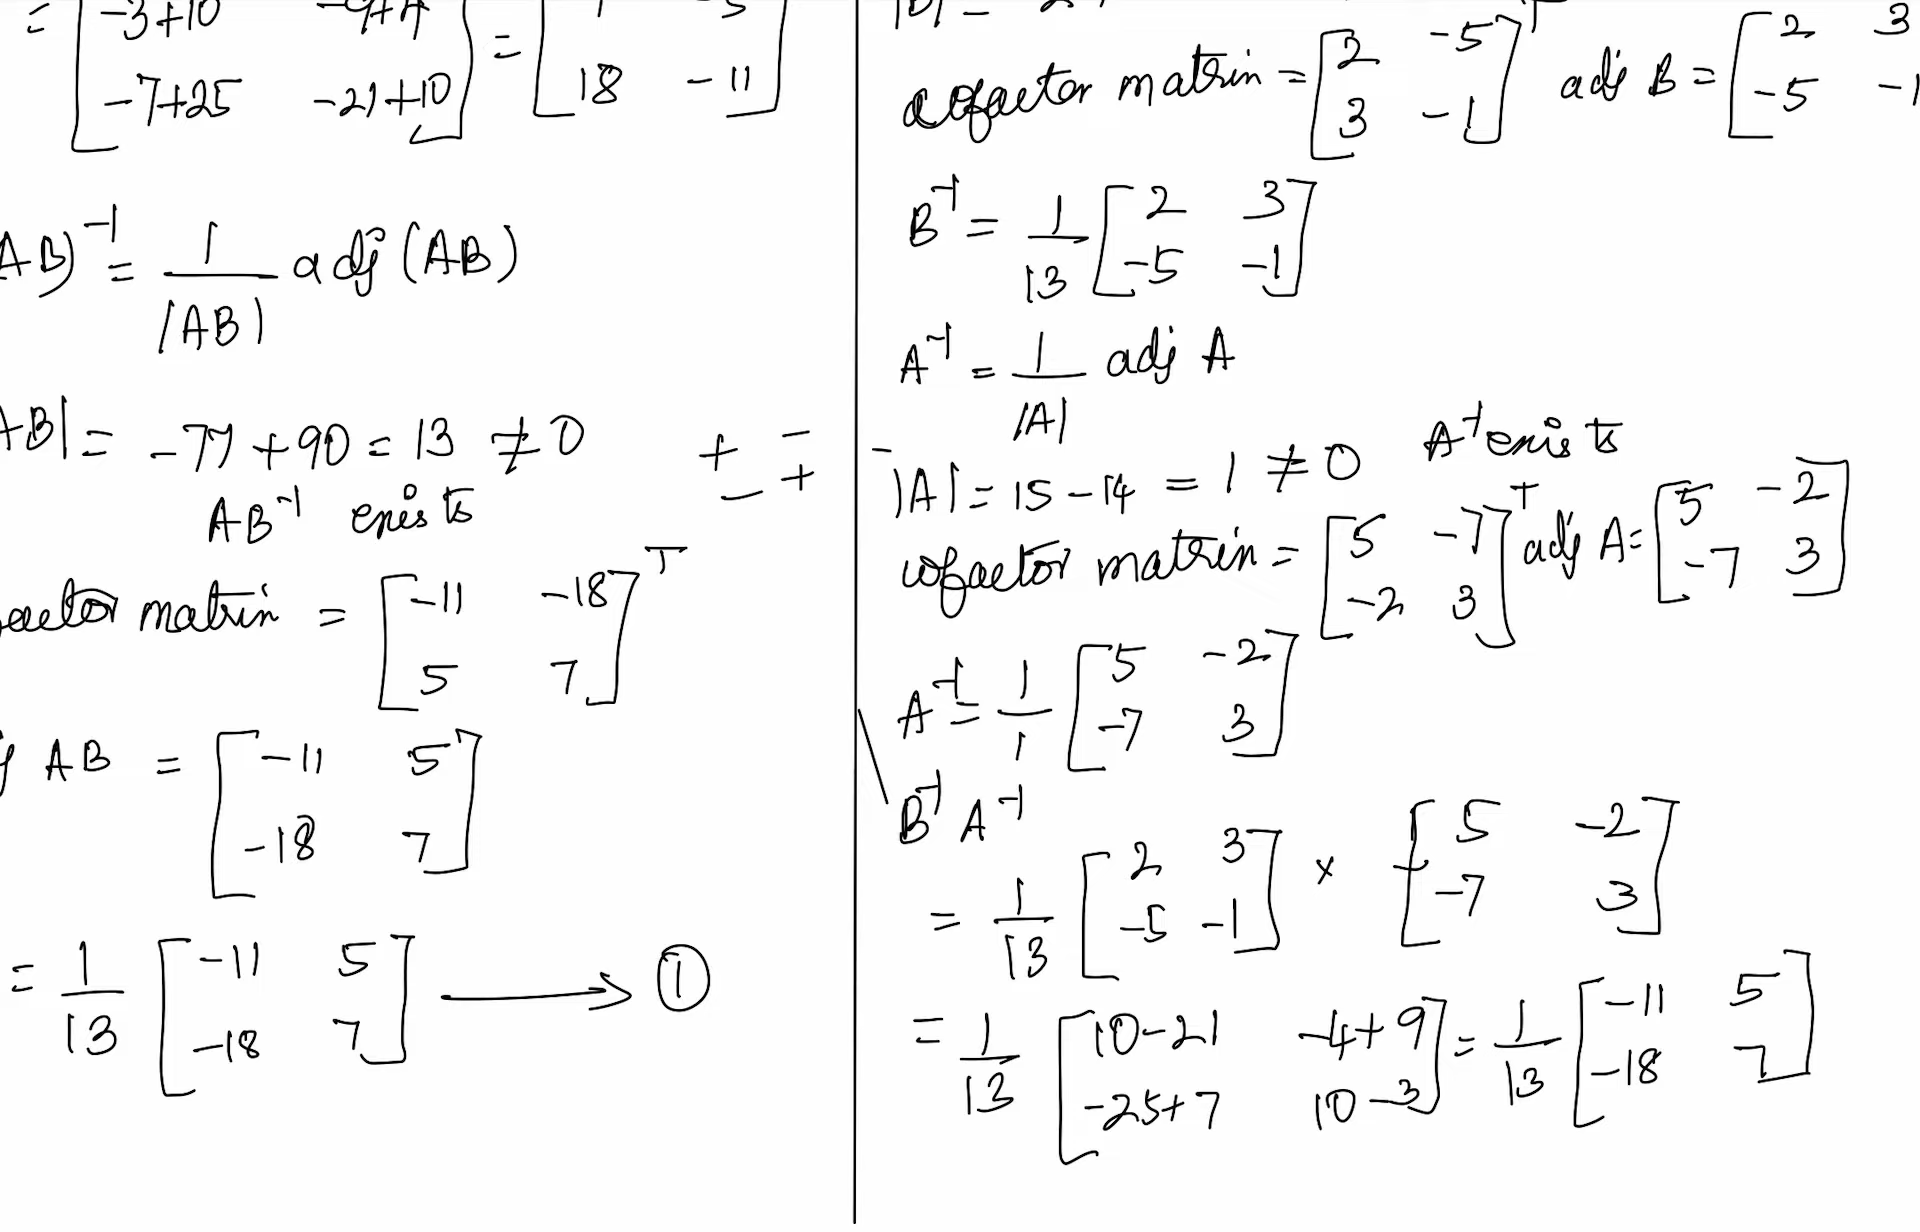 = [ -3+10 -9+4 ] = [ 7 -5 ]
[ -7+25 -21+10 ] [ 18 -11 ]
AB)⁻¹ = 1/|AB| adj (AB)
AB| = -77 + 90 = 13 ≠ 0
AB⁻¹ exists
+ -
- +
factor matrix = [ -11 -18 ]ᵀ
[ 5 7 ]
j AB = [ -11 5 ]
[ -18 7 ]
= 1/13 [ -11 5 ] ⟶ ①
[ -18 7 ]
cofactor matrix = [ 2 -5 ]ᵀ adj B = [ 2 3
[ 3 -1 ] [ -5 -1
B⁻¹ = 1/13 [ 2 3 ]
[ -5 -1 ]
A⁻¹ = 1/|A| adj A
|A| = 15 - 14 = 1 ≠ 0 A⁻¹ exists
cofactor matrix = [ 5 -7 ]ᵀ adj A = [ 5 -2 ]
[ -2 3 ] [ -7 3 ]
A⁻¹ = 1/1 [ 5 -2 ]
[ -7 3 ]
B⁻¹ A⁻¹
= 1/13 [ 2 3 ] × [ 5 -2 ]
[ -5 -1 ] [ -7 3 ]
= 1/13 [ 10-21 -4+9 ] = 1/13 [ -11 5 ]
[ -25+7 10-3 ] [ -18 7 ]